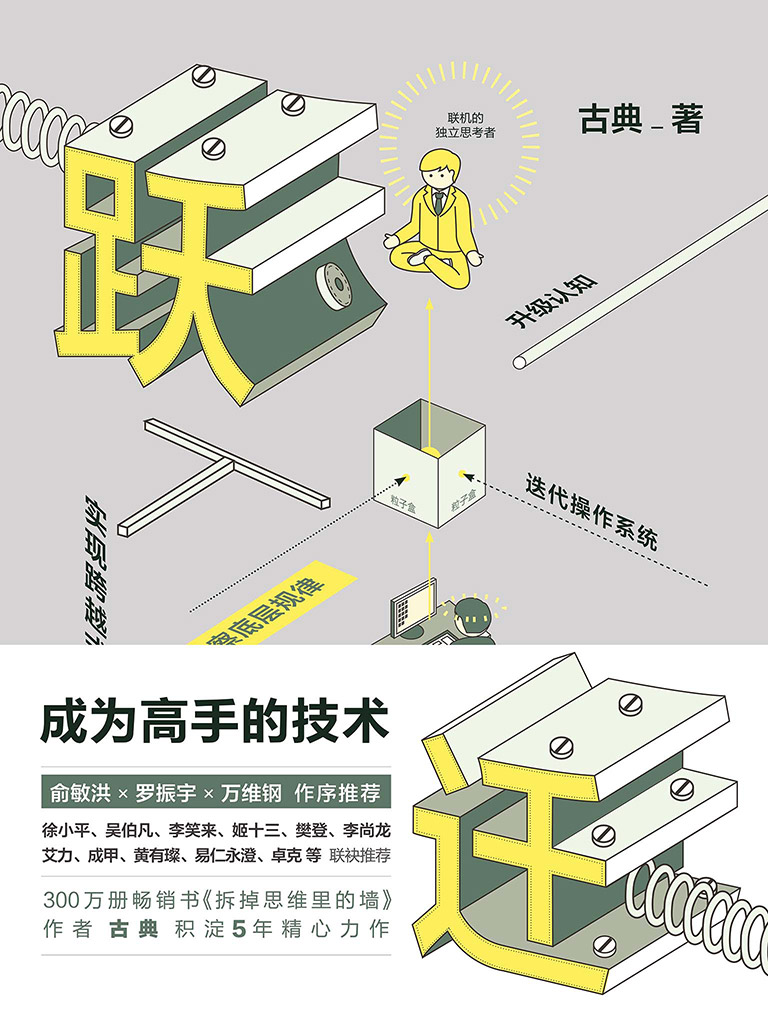 跃
联机的
独立思考者
古典 _ 著
升级认知
粒子盒
粒子盒
迭代操作系统
实现跨越
察底层规律
成为高手的技术
俞敏洪 × 罗振宇 × 万维钢 作序推荐
徐小平、吴伯凡、李笑来、姬十三、樊登、李尚龙
艾力、成甲、黄有璨、易仁永澄、卓克 等 联袂推荐
300万册畅销书《拆掉思维里的墙》
作者 古典 积淀5年精心力作
迁